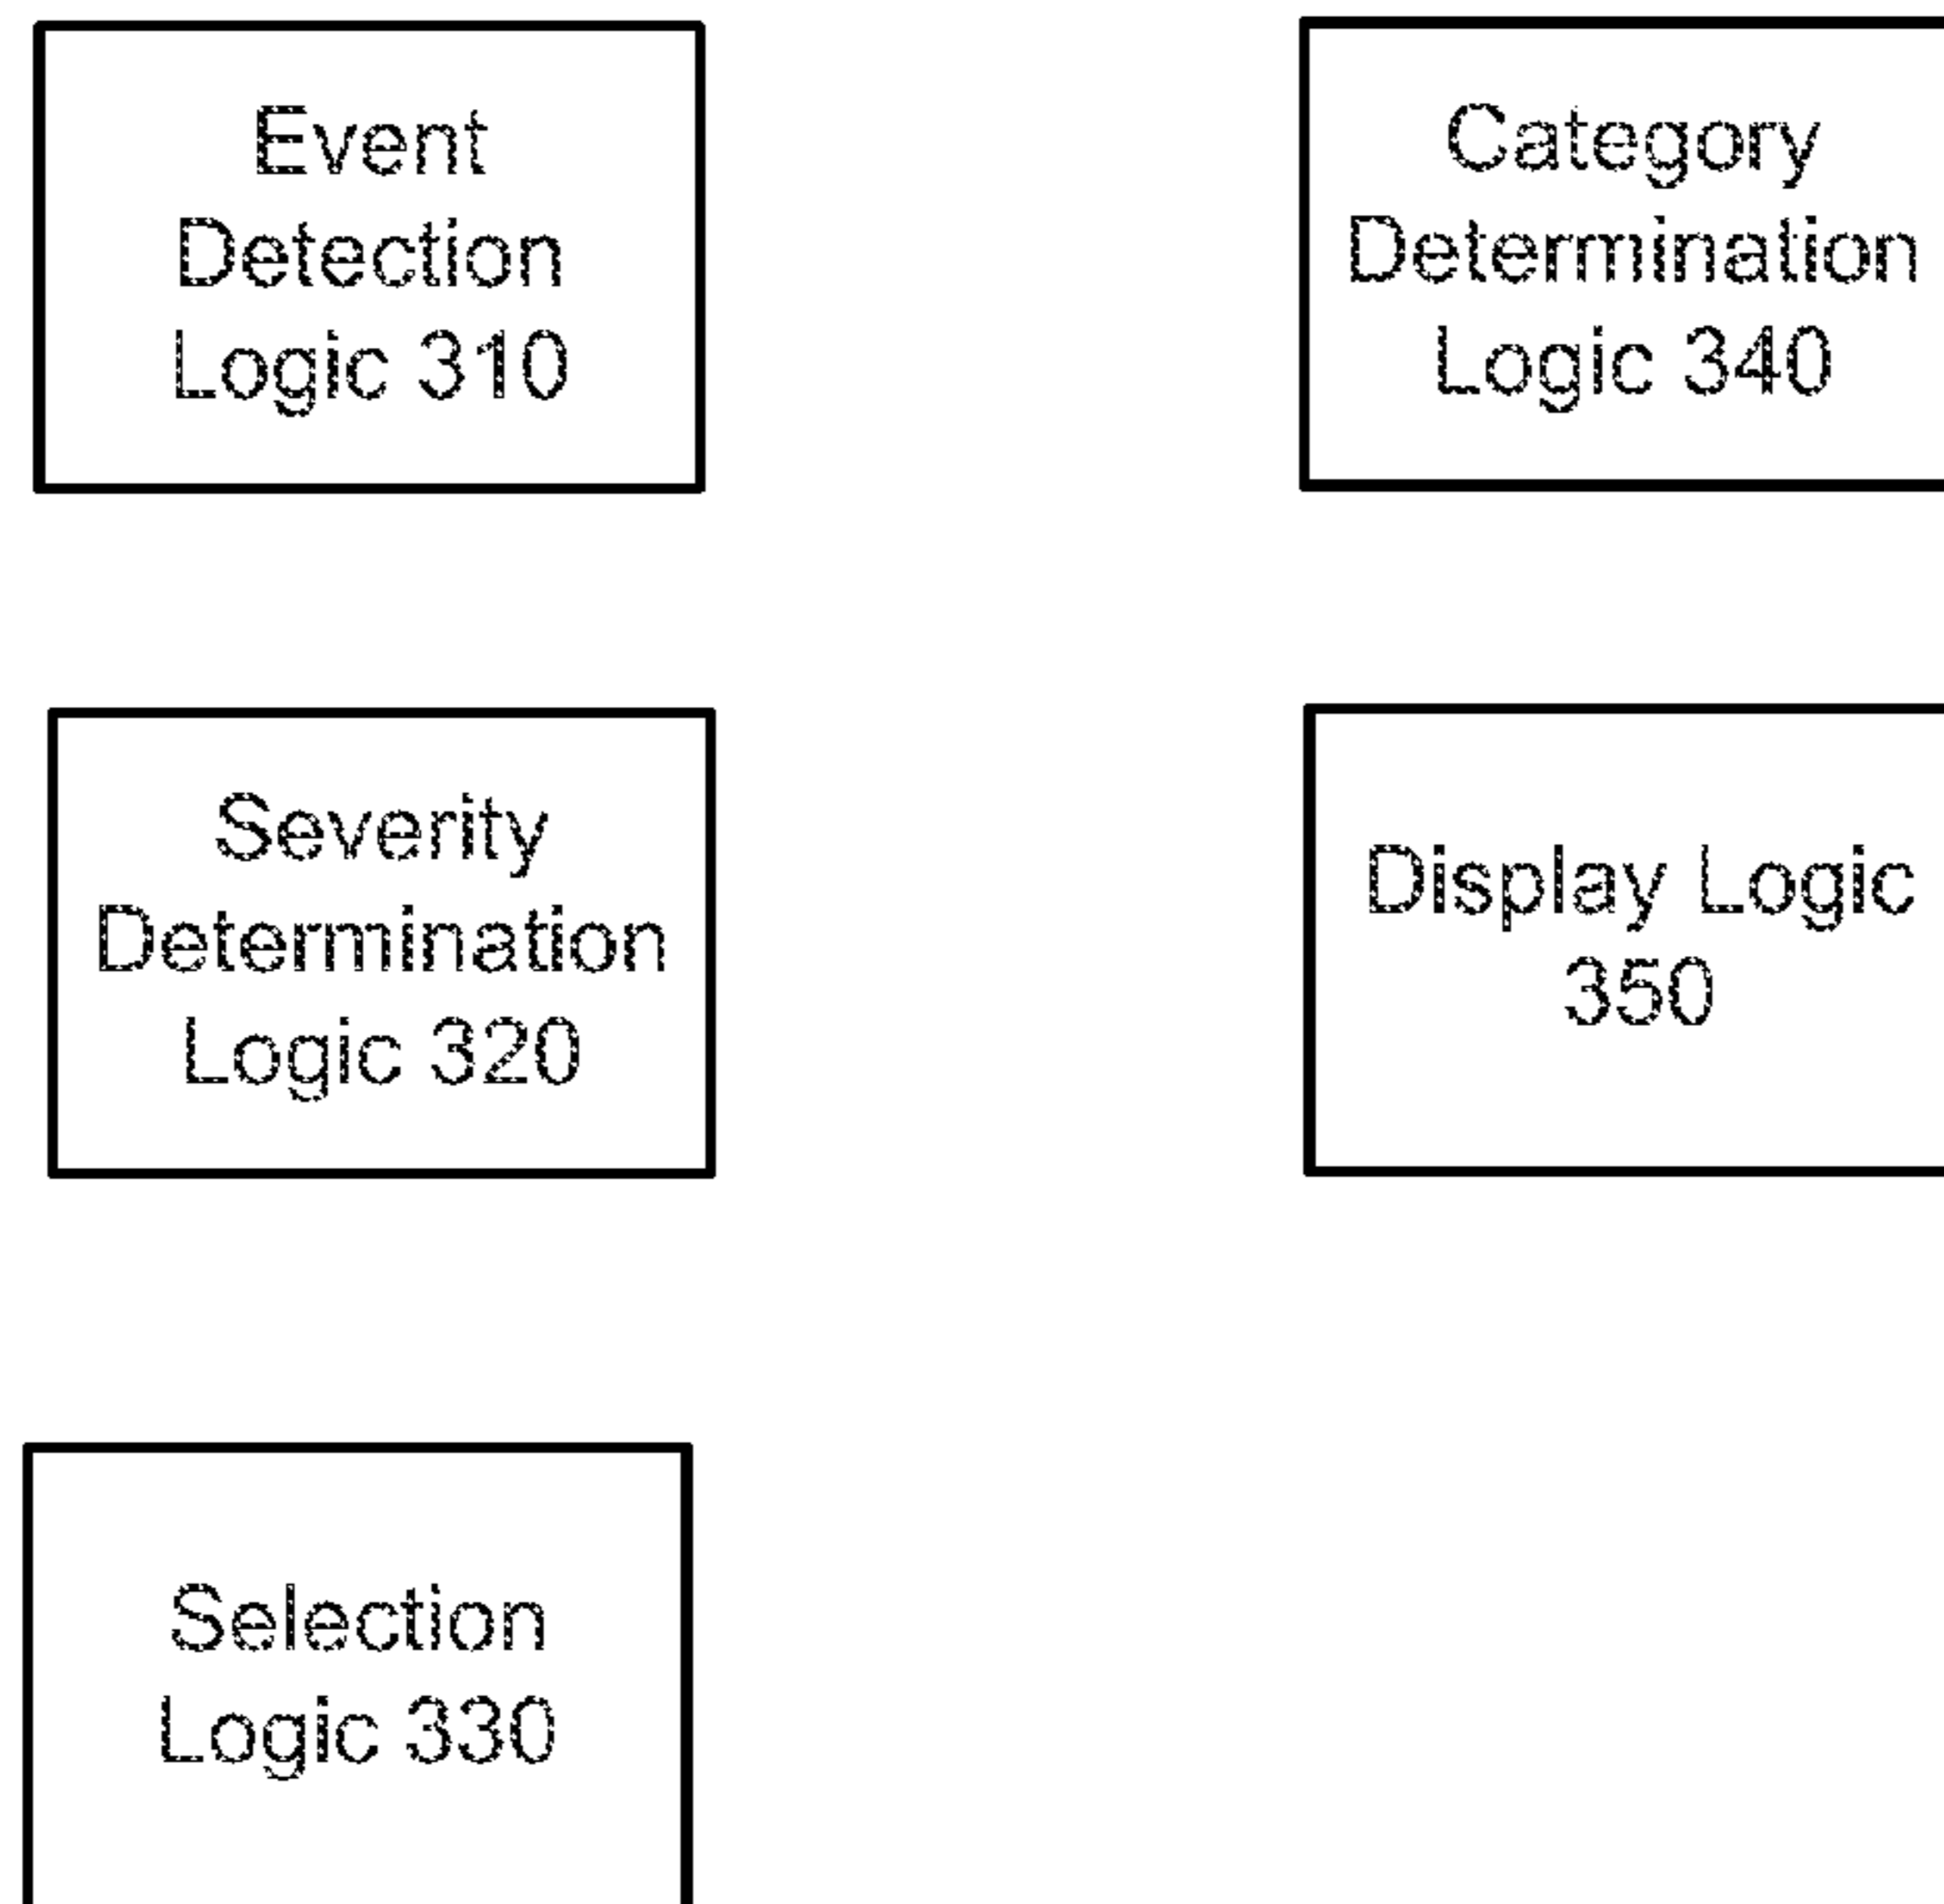 Event
Detection
Logic 310
Severity
Determination
Logic 320
Selection
Logic 330
Category
Determination
Logic 340
Display Logic
350